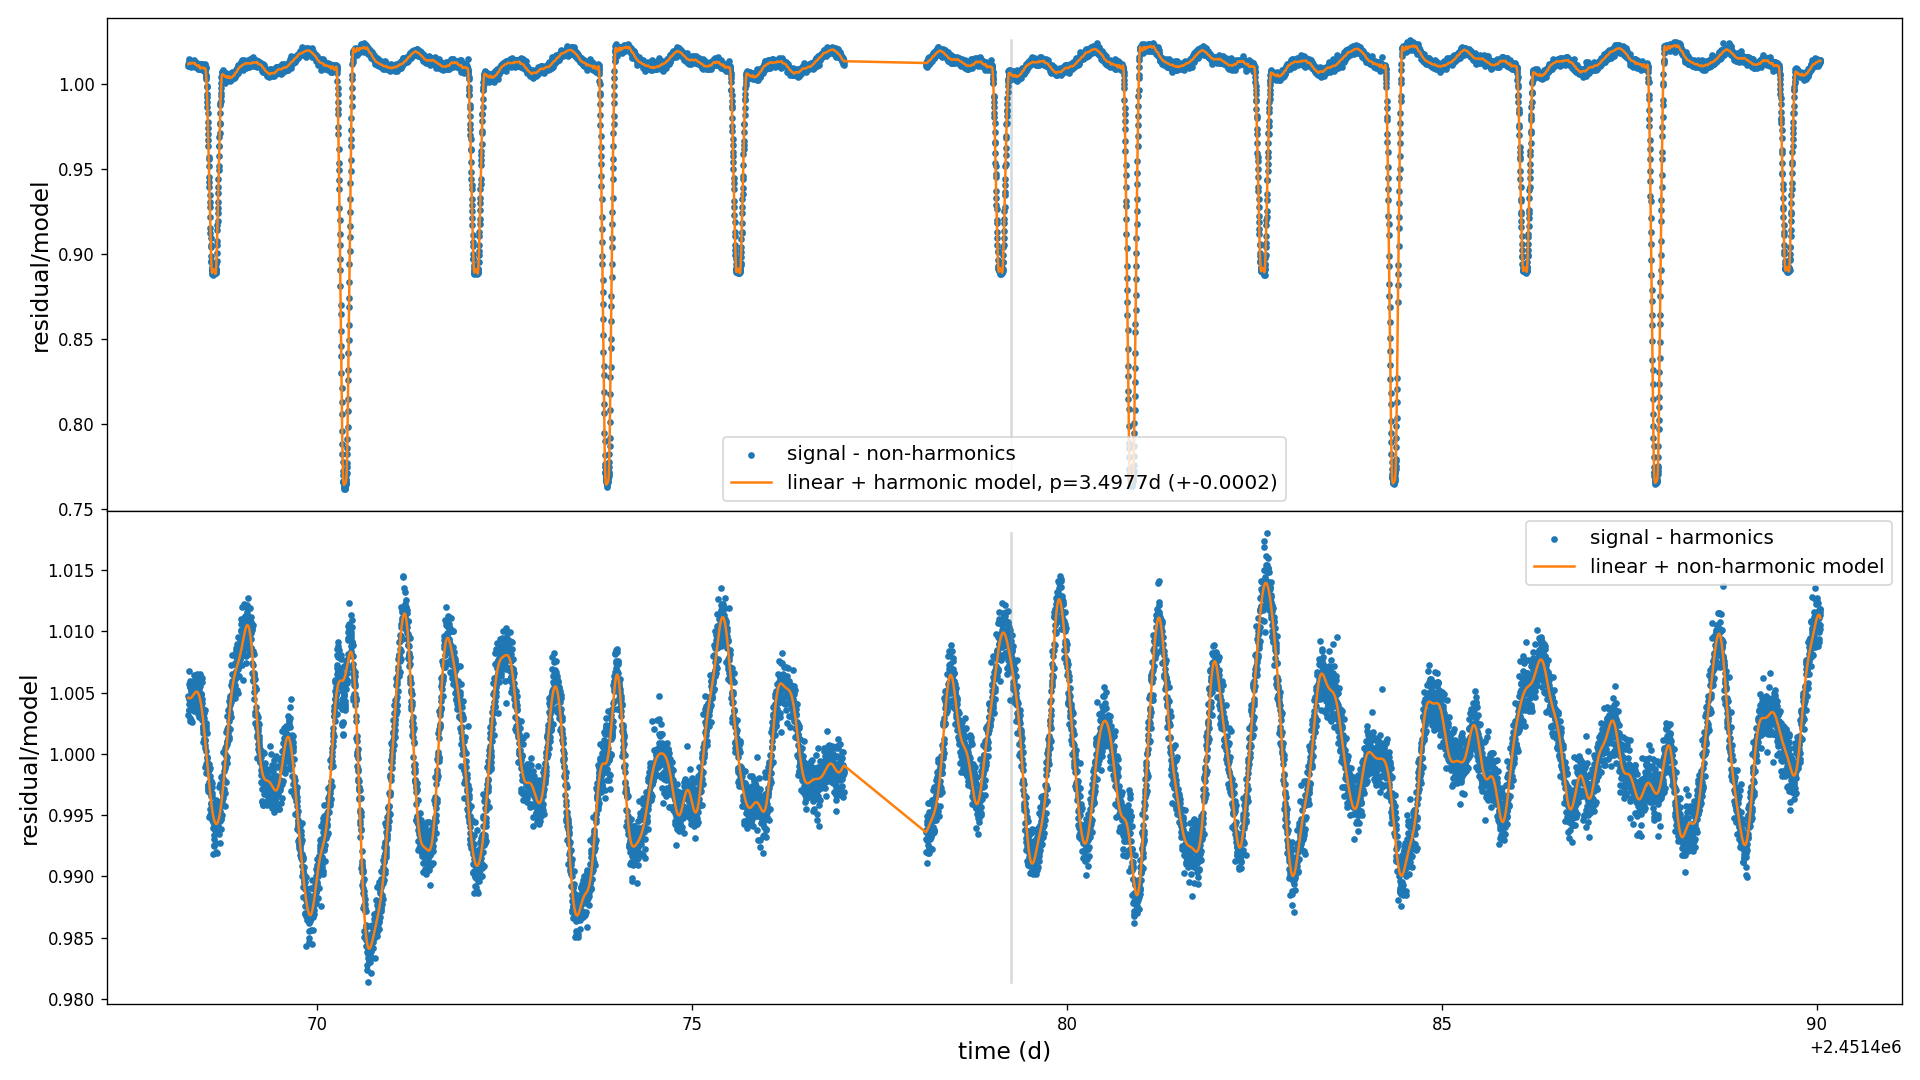 residual/model
1.00
0.95
0.90
0.85
0.80
0.75
signal - non-harmonics
linear + harmonic model, p=3.4977d (+-0.0002)
residual/model
1.015
1.010
1.005
1.000
0.995
0.990
0.985
0.980
signal - harmonics
linear + non-harmonic model
70
75
80
85
90
time (d)
+2.4514e6